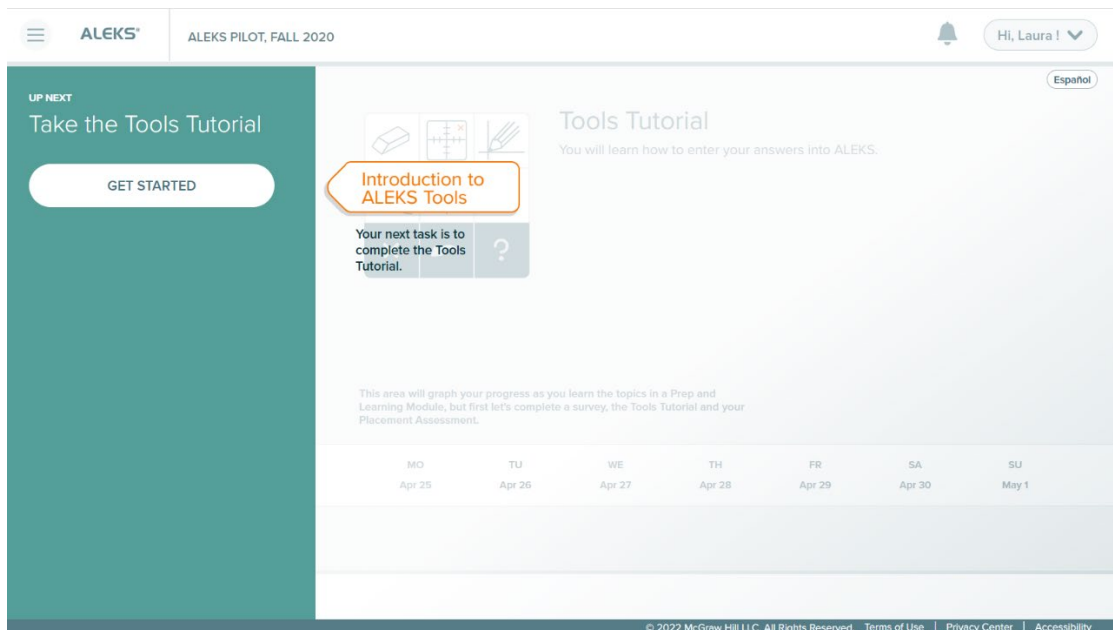 ALEKS®
ALEKS PILOT, FALL 2020
Hi, Laura !
Español
UP NEXT
Take the Tools Tutorial
GET STARTED
Tools Tutorial
You will learn how to enter your answers into ALEKS.
Introduction to
ALEKS Tools
Your next task is to
complete the Tools
Tutorial.
?
This area will graph your progress as you learn the topics in a Prep and
Learning Module, but first let's complete a survey, the Tools Tutorial and your
Placement Assessment.
MO TU WE TH FR SA SU
Apr 25 Apr 26 Apr 27 Apr 28 Apr 29 Apr 30 May 1
© 2022 McGraw Hill LLC. All Rights Reserved. Terms of Use | Privacy Center | Accessibility